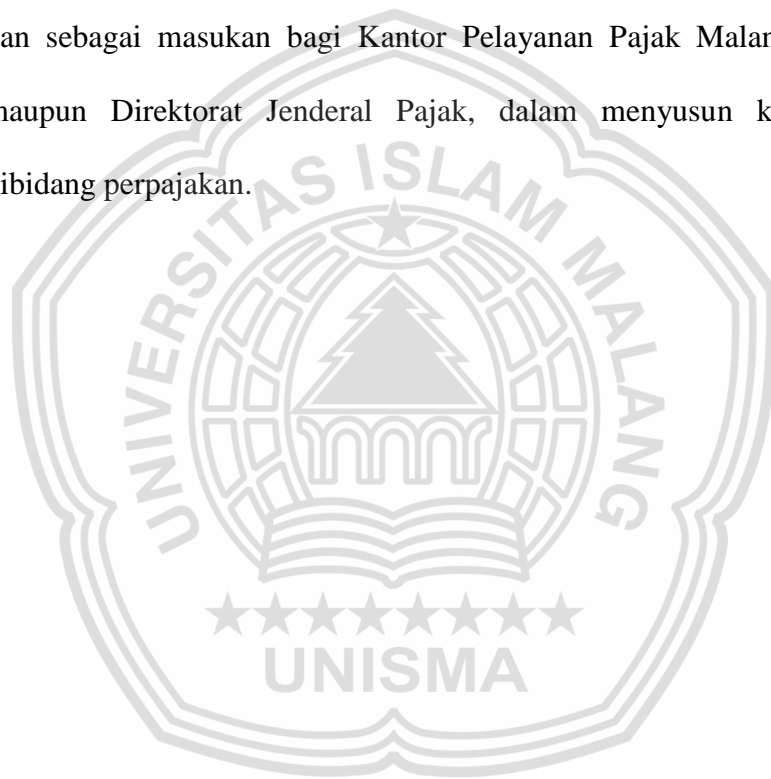 an sebagai masukan bagi Kantor Pelayanan Pajak Malan
naupun Direktorat Jenderal Pajak, dalam menyusun k
ibidang perpajakan.
UNIVERSITAS ISLAM MALANG
UNISMA